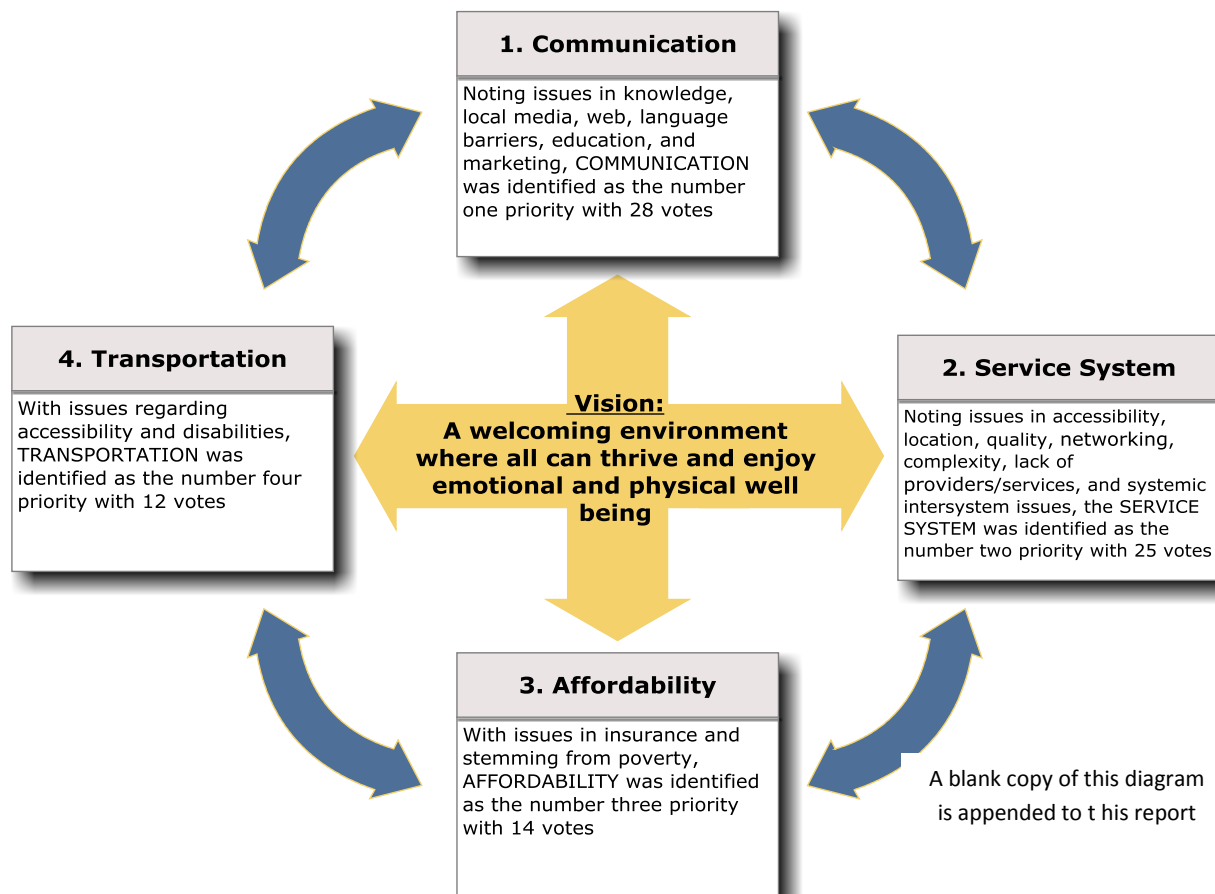 1. Communication
Noting issues in knowledge,
local media, web, language
barriers, education, and
marketing, COMMUNICATION
was identified as the number
one priority with 28 votes
4. Transportation
With issues regarding
accessibility and disabilities,
TRANSPORTATION was
identified as the number four
priority with 12 votes
Vision:
A welcoming environment
where all can thrive and enjoy
emotional and physical well
being
2. Service System
Noting issues in accessibility,
location, quality, networking,
complexity, lack of
providers/services, and systemic
intersystem issues, the SERVICE
SYSTEM was identified as the
number two priority with 25 votes
3. Affordability
With issues in insurance and
stemming from poverty,
AFFORDABILITY was identified
as the number three priority
with 14 votes
A blank copy of this diagram
is appended to t his report